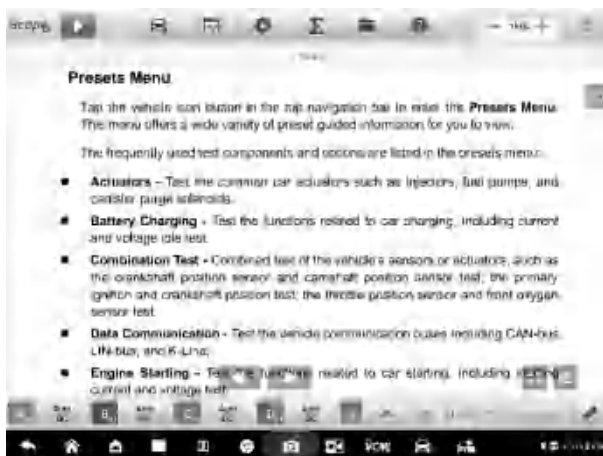 Scope
Presets Menu
Tap the vehicle icon button in the top navigation bar to enter the Presets Menu.
This menu offers a wide variety of preset guided information for you to view.
The frequently used test components and options are listed in the presets menu:
■ Actuators – Test the common car actuators such as injectors, fuel pumps, and
canister purge solenoids.
■ Battery Charging - Test the functions related to car charging, including current
and voltage idle test.
■ Combination Test - Combined test of the vehicle's sensors or actuators, such as
the crankshaft position sensor and camshaft position sensor test, the primary
ignition and crankshaft position test, the throttle position sensor and front oxygen
sensor test.
■ Data Communication - Test the vehicle communication buses including CAN-bus,
LIN-bus, and K-Line.
■ Engine Starting – Test the functions related to car starting, including
current and voltage test.
A B C D
VCMI